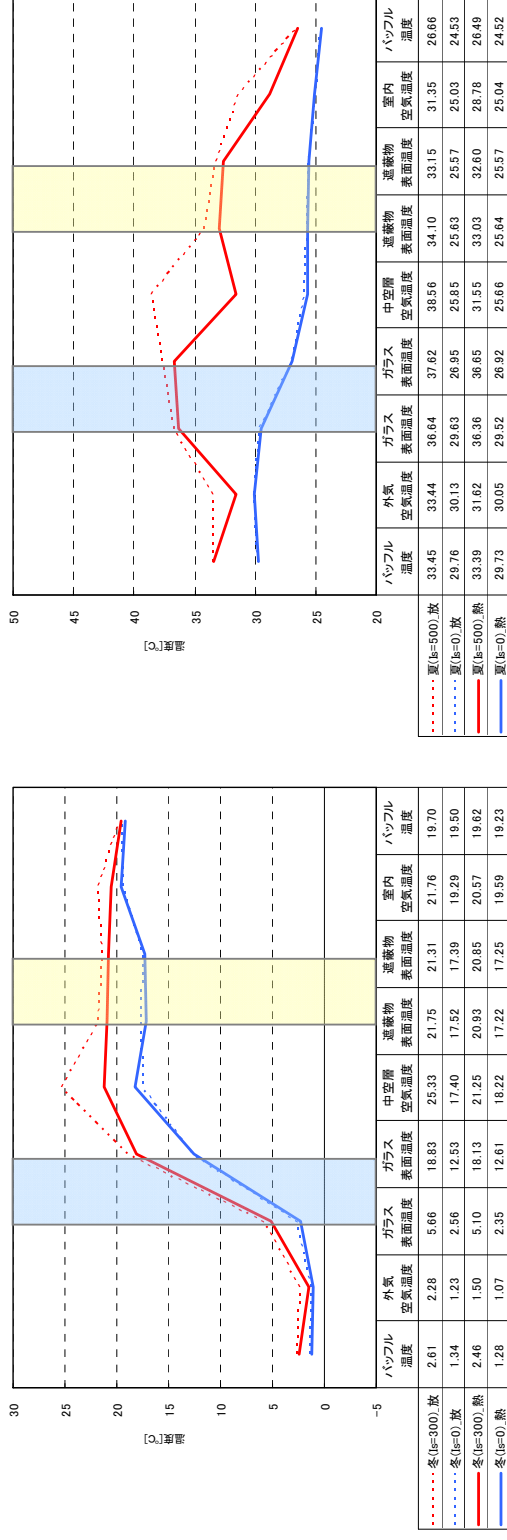 30
25
20
15
10
5
0
-5
温度[℃]
バッフル 温度
外気 空気温度
ガラス 表面温度
ガラス 表面温度
中空層 空気温度
遮蔽物 表面温度
遮蔽物 表面温度
室内 空気温度
バッフル 温度
冬(Is=300)_放 2.61 2.28 5.66 18.83 25.33 21.75 21.31 21.76 19.70
冬(Is=0)_放 1.34 1.23 2.56 12.53 17.40 17.52 17.39 19.29 19.50
冬(Is=300)_熱 2.46 1.50 5.10 18.13 21.25 20.93 20.85 20.57 19.62
冬(Is=0)_熱 1.28 1.07 2.35 12.61 18.22 17.22 17.25 19.59 19.23
50
45
40
35
30
25
20
温度[℃]
バッフル 温度
外気 空気温度
ガラス 表面温度
ガラス 表面温度
中空層 空気温度
遮蔽物 表面温度
遮蔽物 表面温度
室内 空気温度
バッフル 温度
夏(Is=500)_放 33.45 33.44 36.64 37.62 38.56 34.10 33.15 31.35 26.66
夏(Is=0)_放 29.76 30.13 29.63 26.95 25.85 25.63 25.57 25.03 24.53
夏(Is=500)_熱 33.39 31.62 36.36 36.65 31.55 33.03 32.60 28.78 26.49
夏(Is=0)_熱 29.73 30.05 29.52 26.92 25.66 25.64 25.57 25.04 24.52